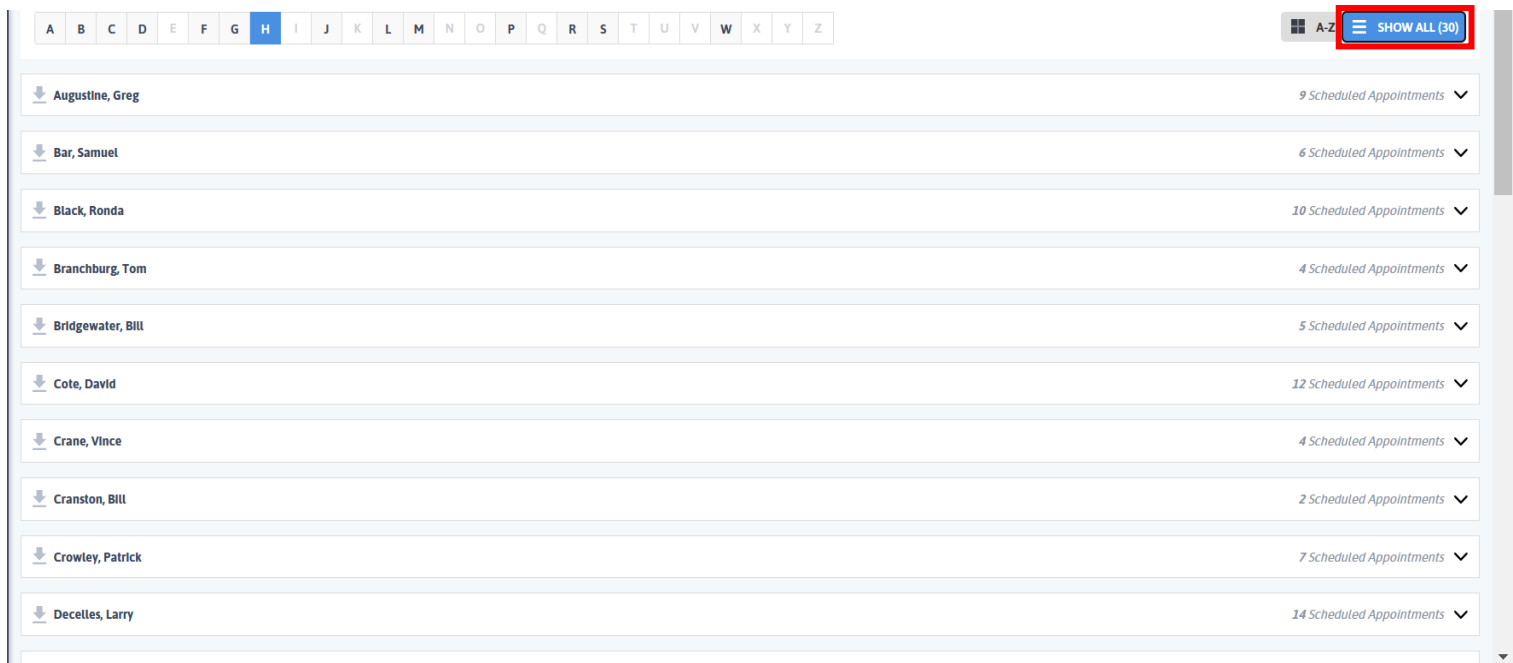 A B C D E F G H I J K L M N O P Q R S T U V W X Y Z A-Z SHOW ALL (30)
Augustine, Greg 9 Scheduled Appointments
Bar, Samuel 6 Scheduled Appointments
Black, Ronda 10 Scheduled Appointments
Branchburg, Tom 4 Scheduled Appointments
Bridgewater, Bill 5 Scheduled Appointments
Cote, David 12 Scheduled Appointments
Crane, Vince 4 Scheduled Appointments
Cranston, Bill 2 Scheduled Appointments
Crowley, Patrick 7 Scheduled Appointments
Decelles, Larry 14 Scheduled Appointments